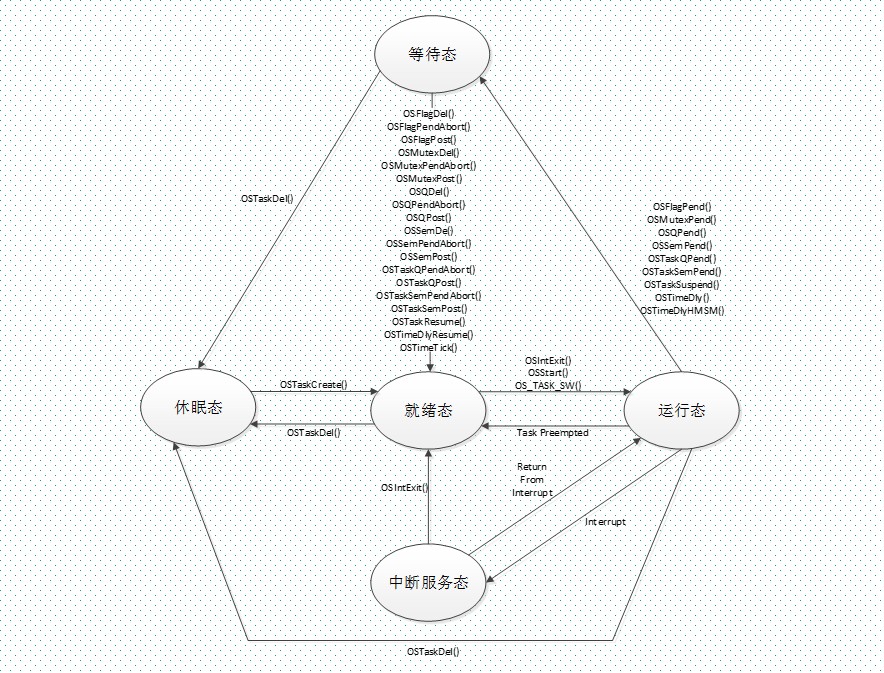 等待态
OSFlagDel()
OSFlagPendAbort()
OSFlagPost()
OSMutexDel()
OSMutexPendAbort()
OSMutexPost()
OSQDel()
OSQPendAbort()
OSQPost()
OSSemDe()
OSSemPendAbort()
OSSemPost()
OSTaskQPendAbort()
OSTaskQPost()
OSTaskSemPendAbort()
OSTaskSemPost()
OSTaskResume()
OSTimeDlyResume()
OSTimeTick()
OSTaskDel()
OSFlagPend()
OSMutexPend()
OSQPend()
OSSemPend()
OSTaskQPend()
OSTaskSemPend()
OSTaskSuspend()
OSTimeDly()
OSTimeDlyHMSM()
休眠态
OSTaskCreate()
OSTaskDel()
就绪态
OSIntExit()
OSStart()
OS_TASK_SW()
Task Preempted
运行态
OSIntExit()
Return
From
Interrupt
Interrupt
中断服务态
OSTaskDel()